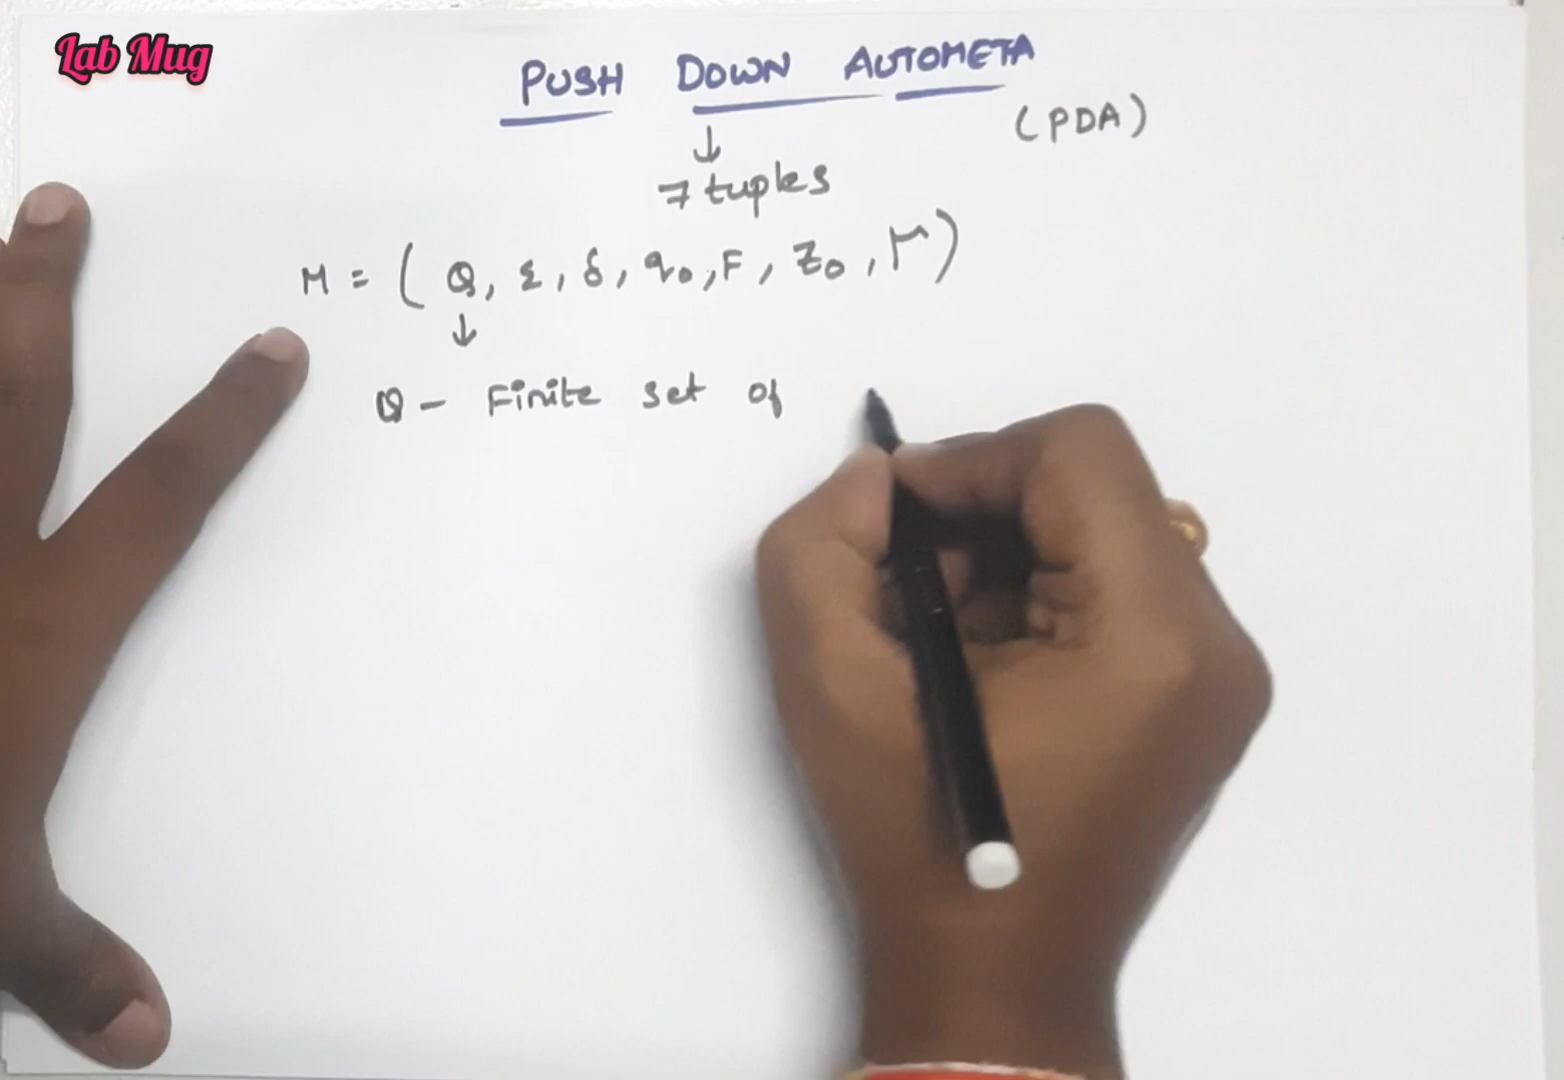 Lab Mug
PUSH DOWN AUTOMETA
(PDA)
↓
7 tuples
M = ( Q, Σ, δ, q₀, F, Z₀, Γ)
↓
Q - Finite set of